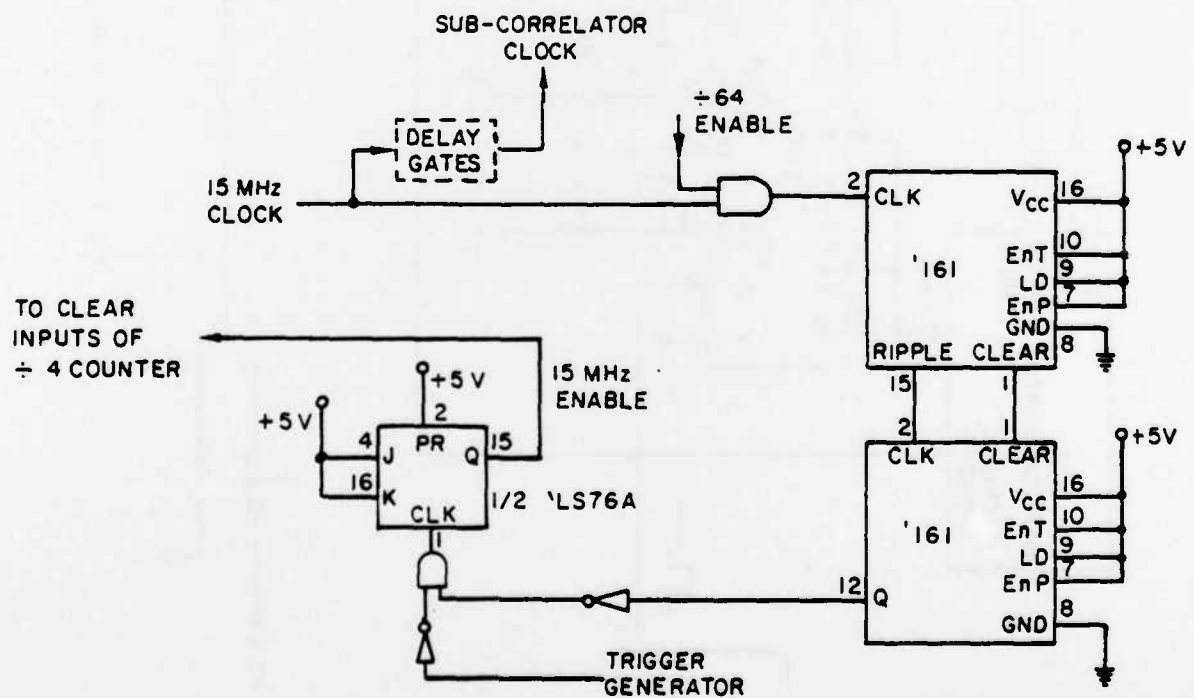 SUB-CORRELATOR
CLOCK
÷64
ENABLE
DELAY
GATES
+5V
15 MHz
CLOCK
2
CLK
16
VCC
10
EnT
'161
9
LD
7
EnP
GND
8
RIPPLE
CLEAR
15
1
TO CLEAR
INPUTS OF
÷ 4 COUNTER
+5V
15 MHz
ENABLE
+5V
2
PR
4
J
Q
15
16
K
1/2 'LS76A
CLK
1
2
1
+5V
CLK
CLEAR
16
VCC
10
EnT
'161
9
LD
7
EnP
12
Q
8
GND
TRIGGER
GENERATOR